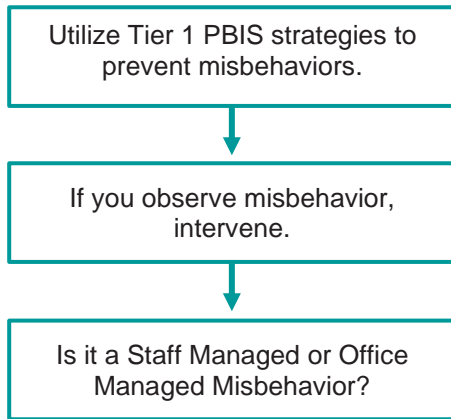 Utilize Tier 1 PBIS strategies to
prevent misbehaviors.
If you observe misbehavior,
intervene.
Is it a Staff Managed or Office
Managed Misbehavior?